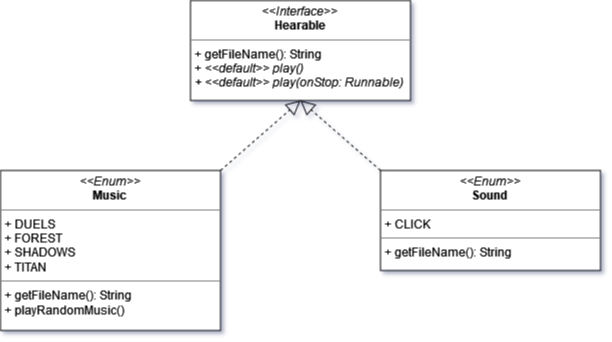 <<Interface>>
Hearable
+ getFileName(): String
+ <<default>> play()
+ <<default>> play(onStop: Runnable)
<<Enum>>
Music
+ DUELS
+ FOREST
+ SHADOWS
+ TITAN
+ getFileName(): String
+ playRandomMusic()
<<Enum>>
Sound
+ CLICK
+ getFileName(): String